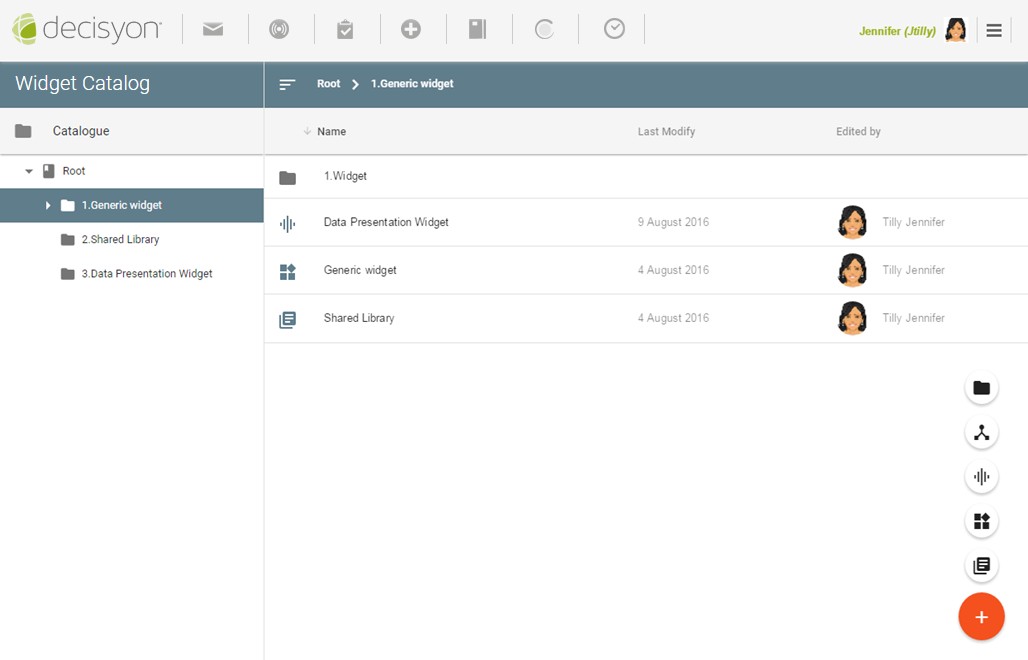 decisyon
Jennifer (Jtilly)
Widget Catalog
Root 1.Generic widget
Catalogue
Name Last Modify Edited by
Root
1.Generic widget
2.Shared Library
3.Data Presentation Widget
1.Widget
Data Presentation Widget 9 August 2016 Tilly Jennifer
Generic widget 4 August 2016 Tilly Jennifer
Shared Library 4 August 2016 Tilly Jennifer